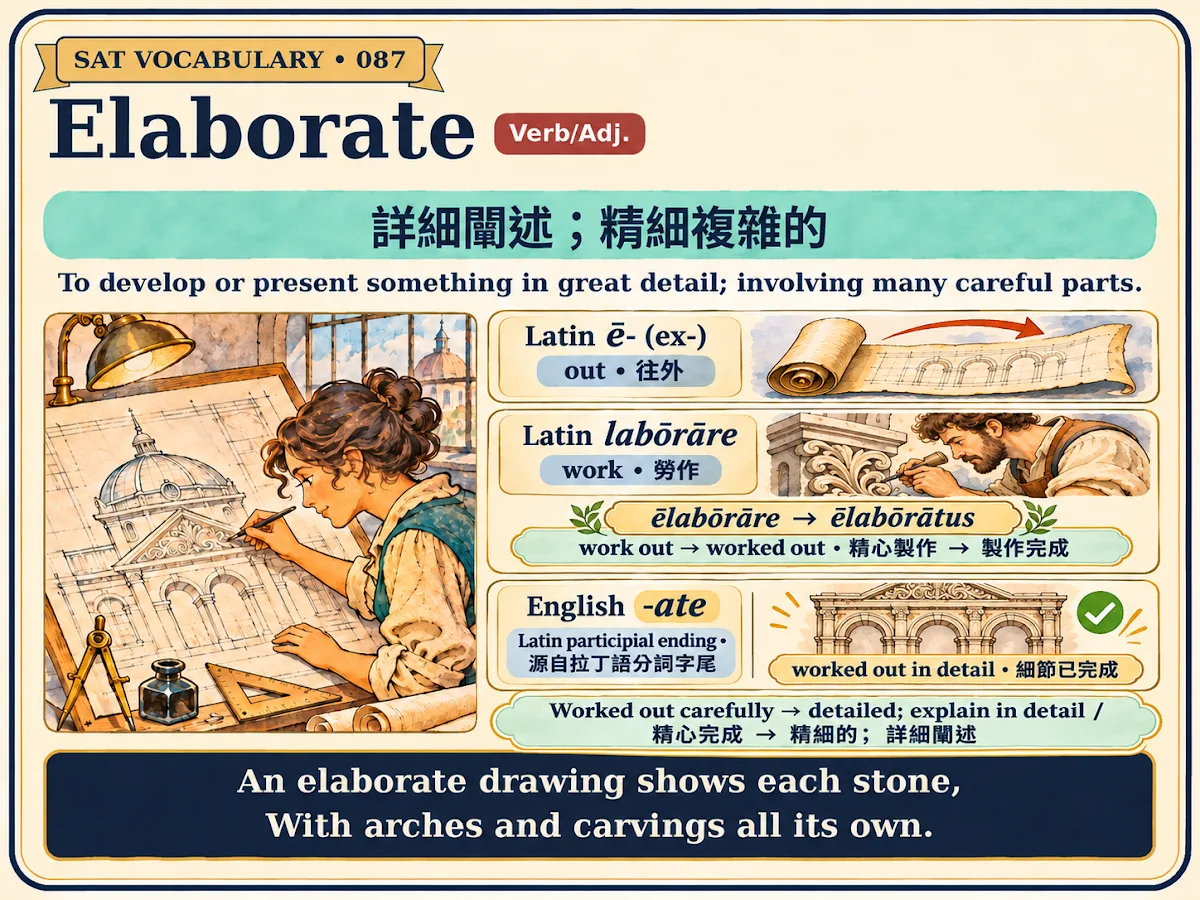 SAT VOCABULARY • 087
Elaborate
Verb/Adj.
詳細闡述；精細複雜的
To develop or present something in great detail; involving many careful parts.
Latin ē- (ex-)
out • 往外
Latin labōrāre
work • 勞作
ēlabōrāre → ēlabōrātus
work out → worked out • 精心製作 → 製作完成
English -ate
Latin participial ending •
源自拉丁語分詞字尾
worked out in detail • 細節已完成
Worked out carefully → detailed; explain in detail /
精心完成 → 精細的； 詳細闡述
An elaborate drawing shows each stone,
With arches and carvings all its own.